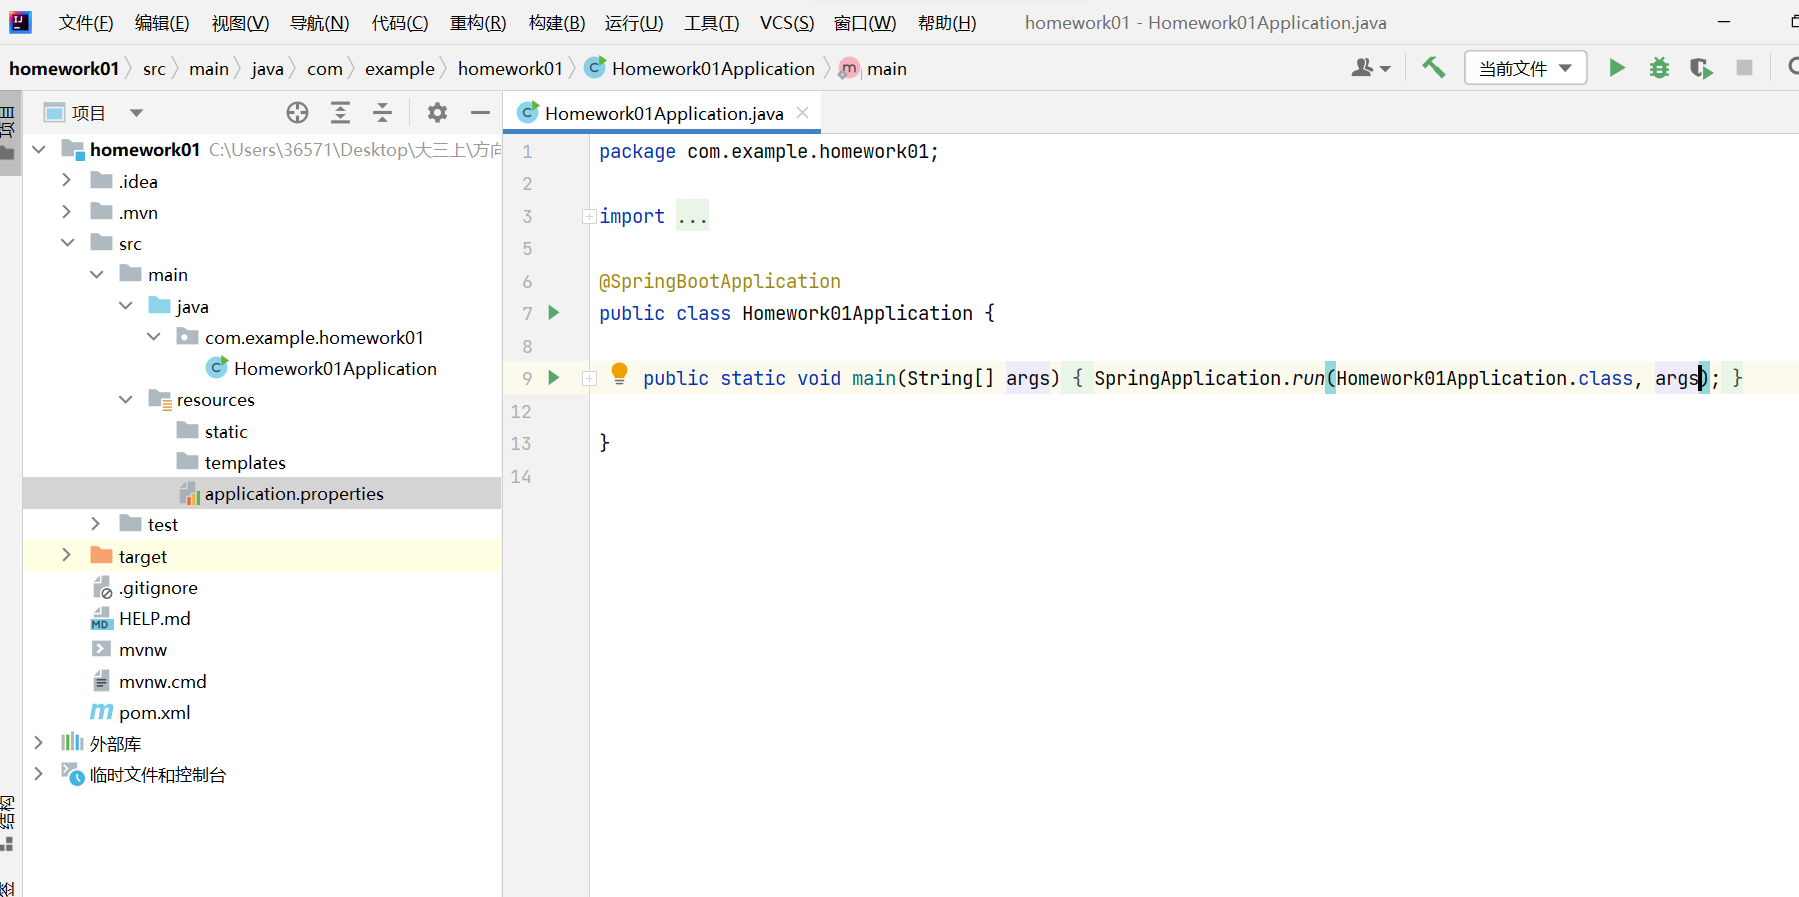 文件(F) 编辑(E) 视图(V) 导航(N) 代码(C) 重构(R) 构建(B) 运行(U) 工具(T) VCS(S) 窗口(W) 帮助(H) homework01 - Homework01Application.java
homework01 src main java com example homework01 Homework01Application main 当前文件
项目
项目
Homework01Application.java
homework01 C:\Users\36571\Desktop\大三上\方向
.idea
.mvn
src
main
java
com.example.homework01
Homework01Application
resources
static
templates
application.properties
test
target
.gitignore
HELP.md
mvnw
mvnw.cmd
pom.xml
外部库
临时文件和控制台
结构
1 package com.example.homework01;
2
3 import ...
5
6 @SpringBootApplication
7 public class Homework01Application {
8
9 public static void main(String[] args) { SpringApplication.run(Homework01Application.class, args); }
12
13 }
14